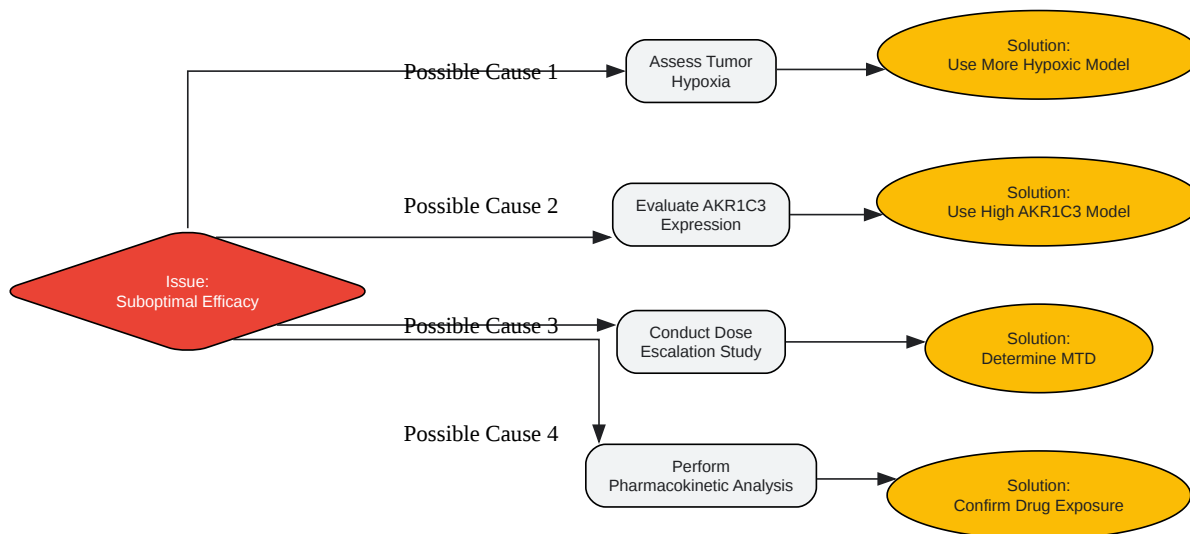 Possible Cause 1
Assess Tumor
Hypoxia
Solution:
Use More Hypoxic Model
Possible Cause 2
Evaluate AKR1C3
Expression
Solution:
Use High AKR1C3 Model
Issue:
Suboptimal Efficacy
Possible Cause 3
Conduct Dose
Escalation Study
Solution:
Determine MTD
Possible Cause 4
Perform
Pharmacokinetic Analysis
Solution:
Confirm Drug Exposure